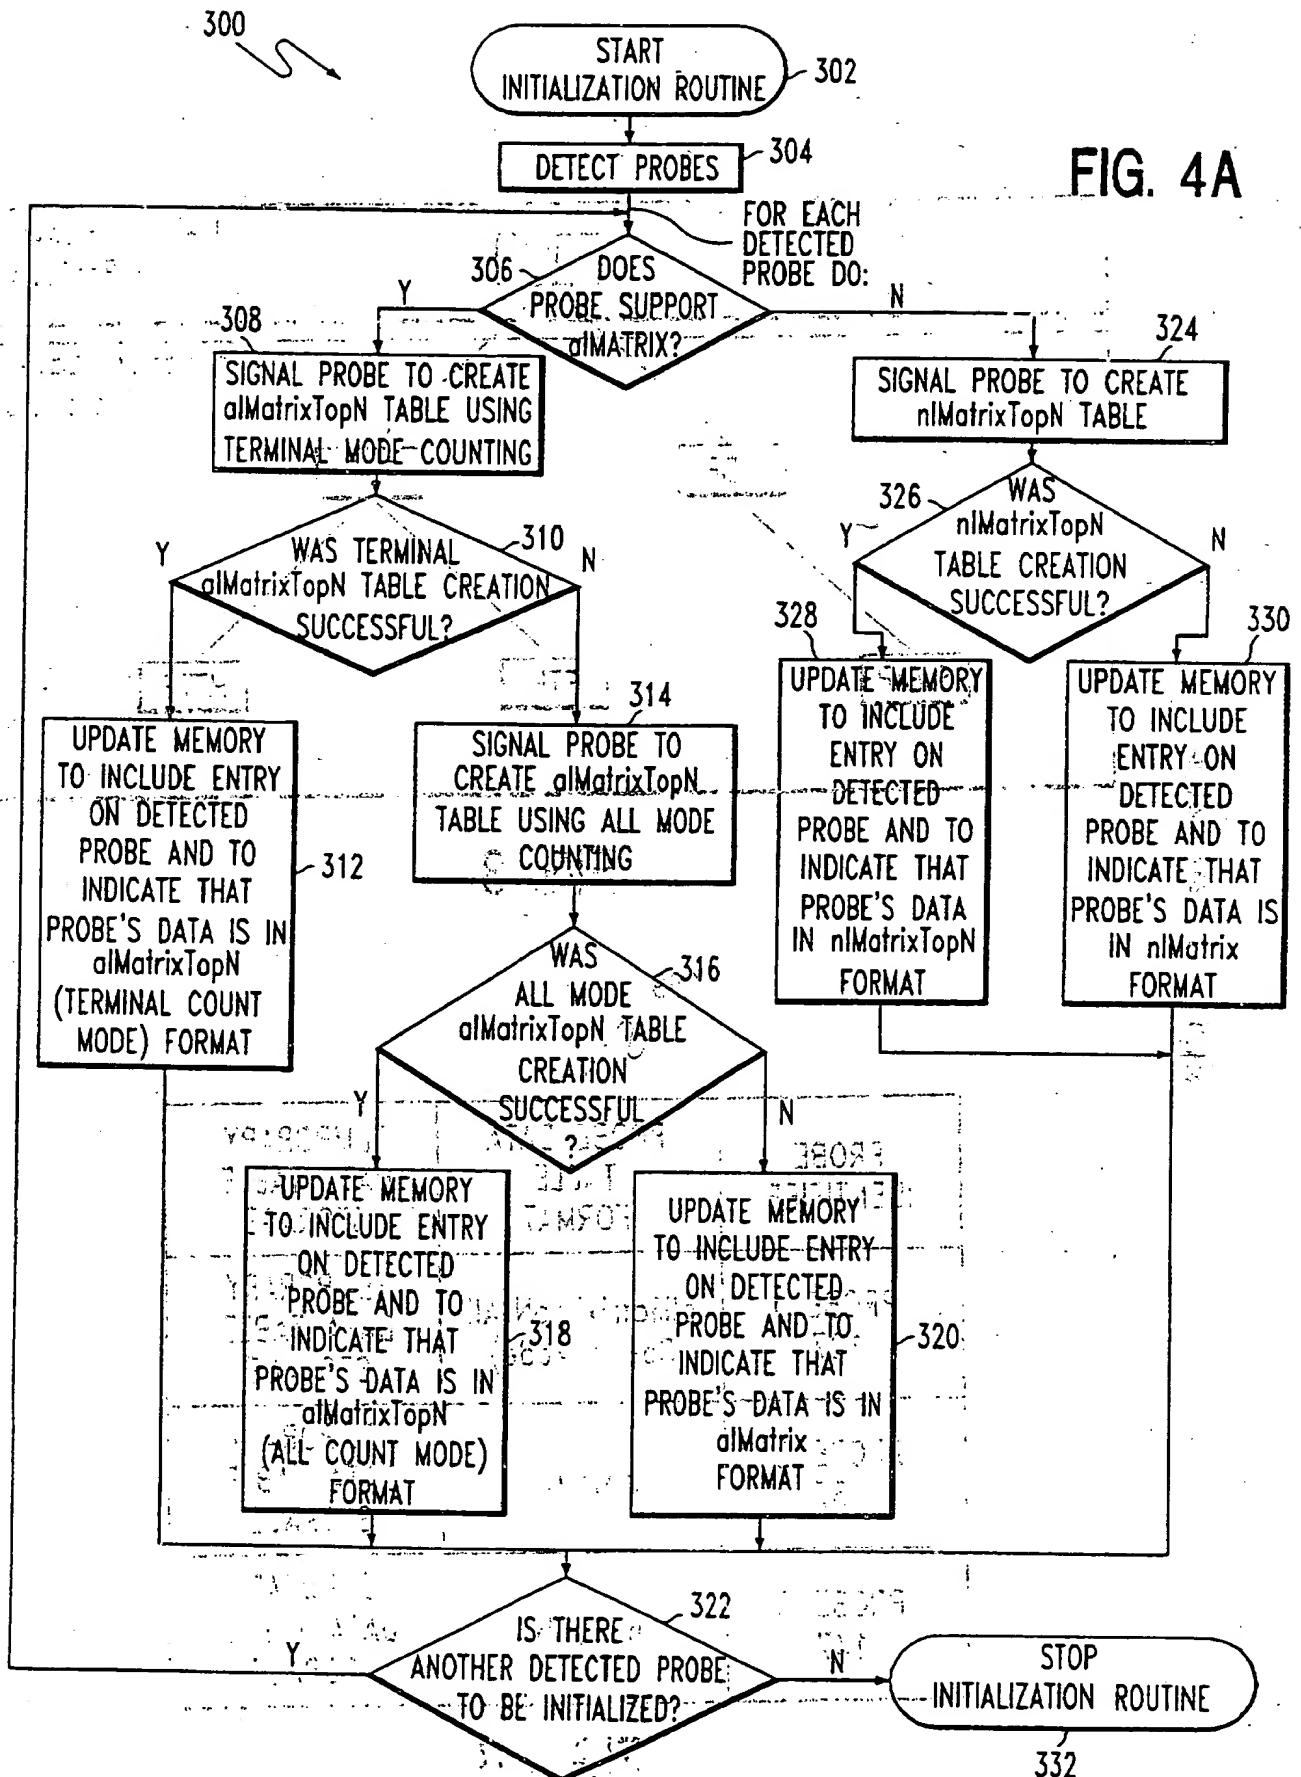 300
START
INITIALIZATION ROUTINE
302
DETECT PROBES
304
FIG. 4A
FOR EACH
DETECTED
PROBE DO:
306
DOES
PROBE SUPPORT
alMATRIX?
Y
N
308
SIGNAL PROBE TO CREATE
alMatrixTopN TABLE USING
TERMINAL MODE COUNTING
324
SIGNAL PROBE TO CREATE
nlMatrixTopN TABLE
310
WAS TERMINAL
alMatrixTopN TABLE CREATION
SUCCESSFUL?
Y
N
326
WAS
nlMatrixTopN
TABLE CREATION
SUCCESSFUL?
Y
N
312
UPDATE MEMORY
TO INCLUDE ENTRY
ON DETECTED
PROBE AND TO
INDICATE THAT
PROBE'S DATA IS IN
alMatrixTopN
(TERMINAL COUNT
MODE) FORMAT
314
SIGNAL PROBE TO
CREATE alMatrixTopN
TABLE USING ALL MODE
COUNTING
328
UPDATE MEMORY
TO INCLUDE
ENTRY ON
DETECTED
PROBE AND TO
INDICATE THAT
PROBE'S DATA
IN nlMatrixTopN
FORMAT
330
UPDATE MEMORY
TO INCLUDE
ENTRY ON
DETECTED
PROBE AND TO
INDICATE THAT
PROBE'S DATA IS
IN nlMatrix
FORMAT
316
WAS
ALL MODE
alMatrixTopN TABLE
CREATION
SUCCESSFUL
?
Y
N
318
UPDATE MEMORY
TO INCLUDE ENTRY
ON DETECTED
PROBE AND TO
INDICATE THAT
PROBE'S DATA IS IN
alMatrixTopN
(ALL COUNT MODE)
FORMAT
320
UPDATE MEMORY
TO INCLUDE ENTRY
ON DETECTED
PROBE AND TO
INDICATE THAT
PROBE'S DATA IS IN
alMatrix
FORMAT
322
IS THERE
ANOTHER DETECTED PROBE
TO BE INITIALIZED?
Y
N
STOP
INITIALIZATION ROUTINE
332